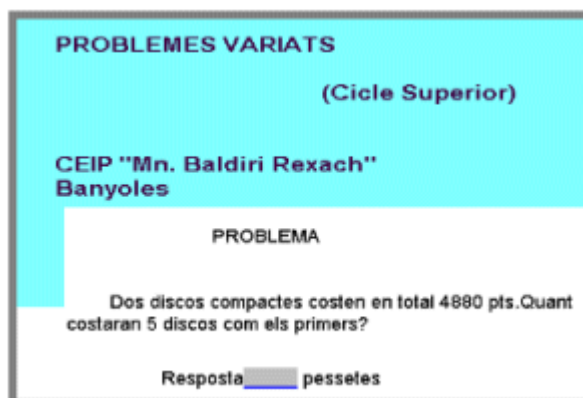 PROBLEMES VARIATS
(Cicle Superior)
CEIP "Mn. Baldiri Rexach"
Banyoles
PROBLEMA
Dos discos compactes costen en total 4880 pts.Quant
costaran 5 discos com els primers?
Resposta pessetes